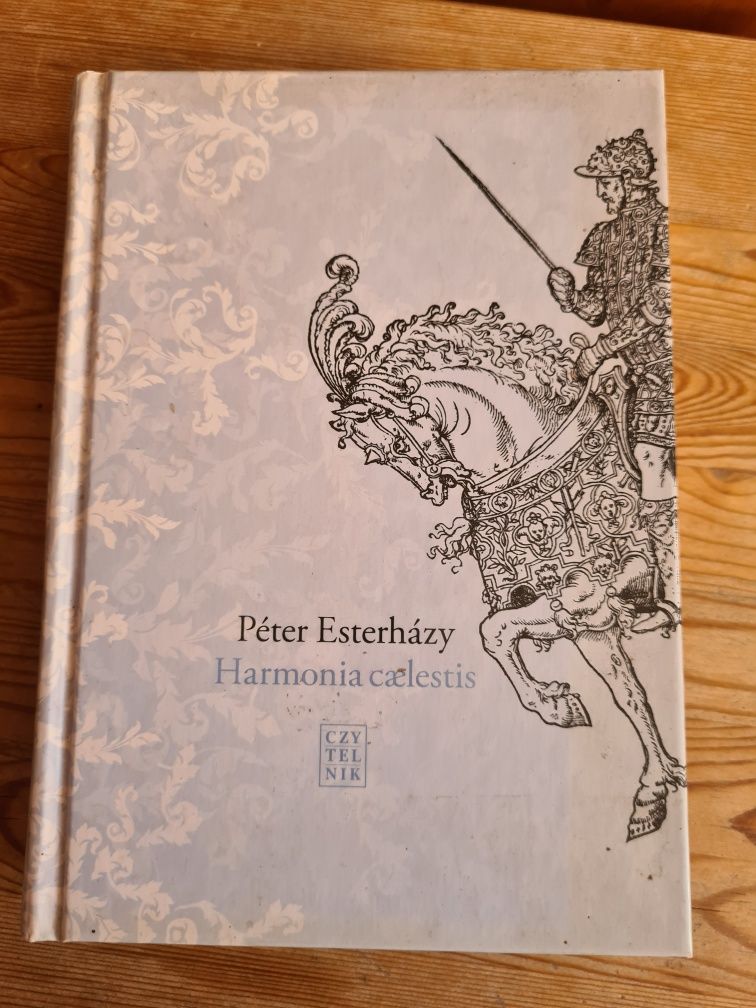 Péter Esterházy
Harmonia cælestis
CZY
TEL
NIK